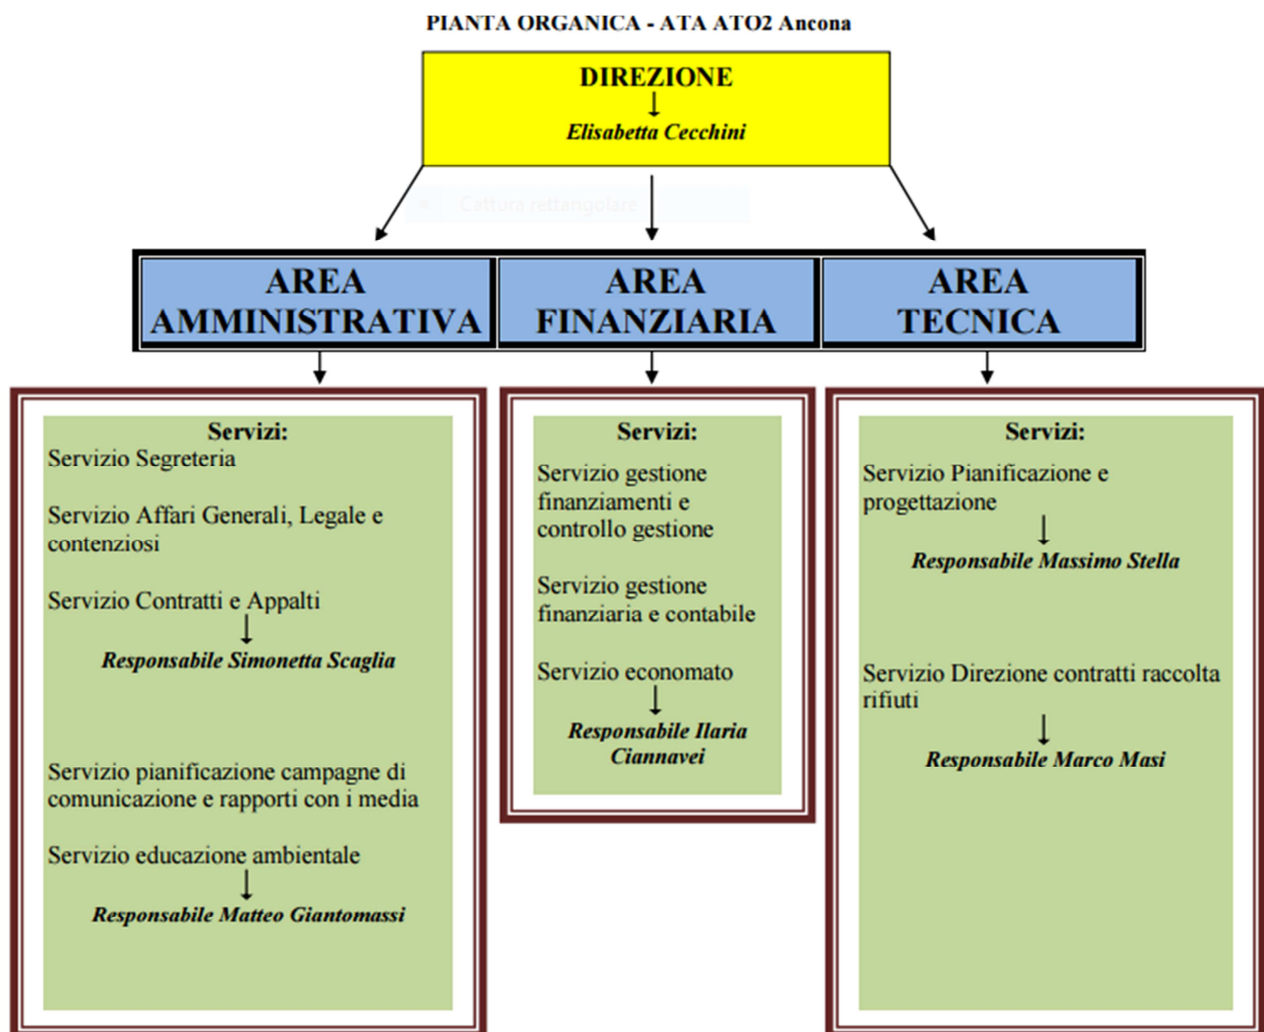 PIANTA ORGANICA - ATA ATO2 Ancona
DIREZIONE
Elisabetta Cecchini
Cattura rettangolare
AREA
AMMINISTRATIVA
AREA
FINANZIARIA
AREA
TECNICA
Servizi:
Servizio Segreteria
Servizio Affari Generali, Legale e
contenziosi
Servizio Contratti e Appalti
Responsabile Simonetta Scaglia
Servizio pianificazione campagne di
comunicazione e rapporti con i media
Servizio educazione ambientale
Responsabile Matteo Giantomassi
Servizi:
Servizio gestione
finanziamenti e
controllo gestione
Servizio gestione
finanziaria e contabile
Servizio economato
Responsabile Ilaria
Ciannavei
Servizi:
Servizio Pianificazione e
progettazione
Responsabile Massimo Stella
Servizio Direzione contratti raccolta
rifiuti
Responsabile Marco Masi